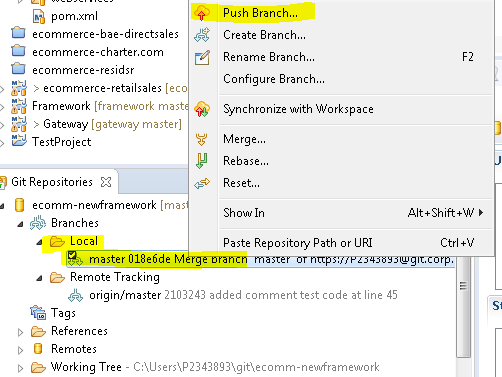 webservices
pom.xml
ecommerce-bae-directsales
ecommerce-charter.com
ecommerce-residsr
> ecommerce-retailsales [eco
Framework [framework master
> Gateway [gateway master]
TestProject
Push Branch...
Create Branch...
Rename Branch... F2
Configure Branch...
Synchronize with Workspace
Merge...
Rebase...
Reset...
Show In Alt+Shift+W
Paste Repository Path or URI Ctrl+V
Git Repositories
ecomm-newframework [mas
Branches
Local
master 018e6de Merge branch 'master' of https://P2343893@git.corp.
Remote Tracking
origin/master 2103243 added comment test code at line 45
Tags
References
Remotes
Working Tree - C:\Users\P2343893\git\ecomm-newframework
U
St